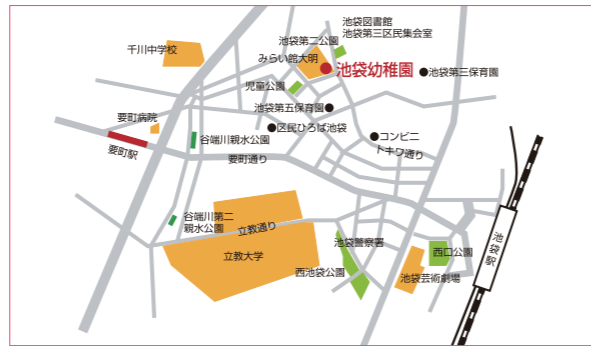 池袋図書館
池袋第三区民集会室
池袋第二公園
千川中学校
みらい館大明
池袋幼稚園
池袋第三保育園
児童公園
池袋第五保育園
要町病院
区民ひろば池袋
コンビニ
谷端川親水公園
トキワ通り
要町駅
要町通り
谷端川第二
親水公園
立教通り
池袋警察署
立教大学
西口公園
池袋駅
西池袋公園
池袋芸術劇場